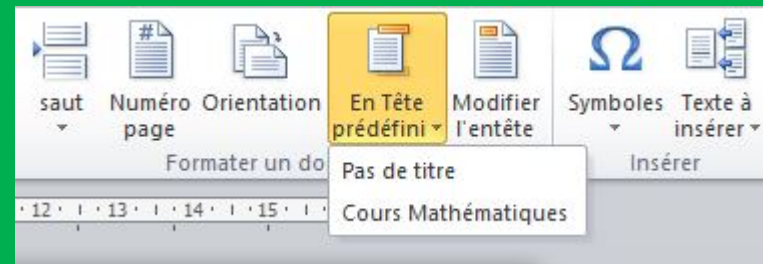 saut
Numéro page
Orientation
En Tête prédéfini
Modifier l'entête
Symboles
Texte à insérer
Formater un do
Insérer
Pas de titre
Cours Mathématiques
12 13 14 15